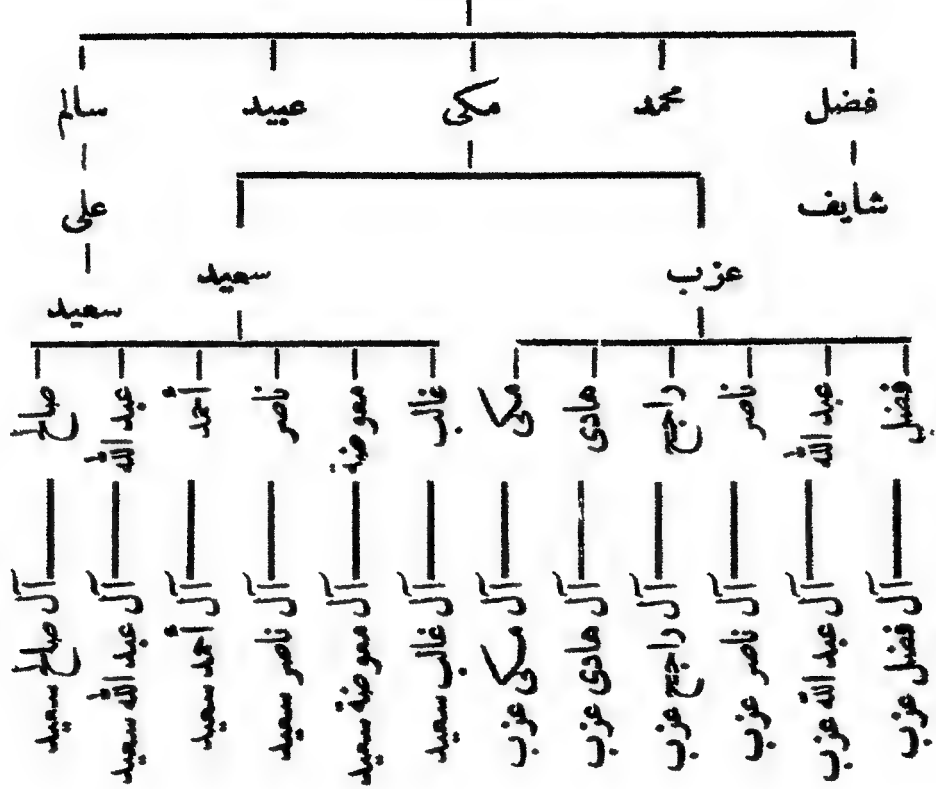 فضل محمد مكى عبيد سالم
شايف على
عزب سعيد سعيد
فضل عبد الله ناصر راجح هادى مكى غالب معوضة ناصر أحمد عبد الله صالح
آل فضل عزب
آل عبد الله عزب
آل ناصر عزب
آل راجح عزب
آل هادى عزب
آل مكى عزب
آل غالب سعيد
آل معوضة سعيد
آل ناصر سعيد
آل أحمد سعيد
آل عبد الله سعيد
آل صالح سعيد